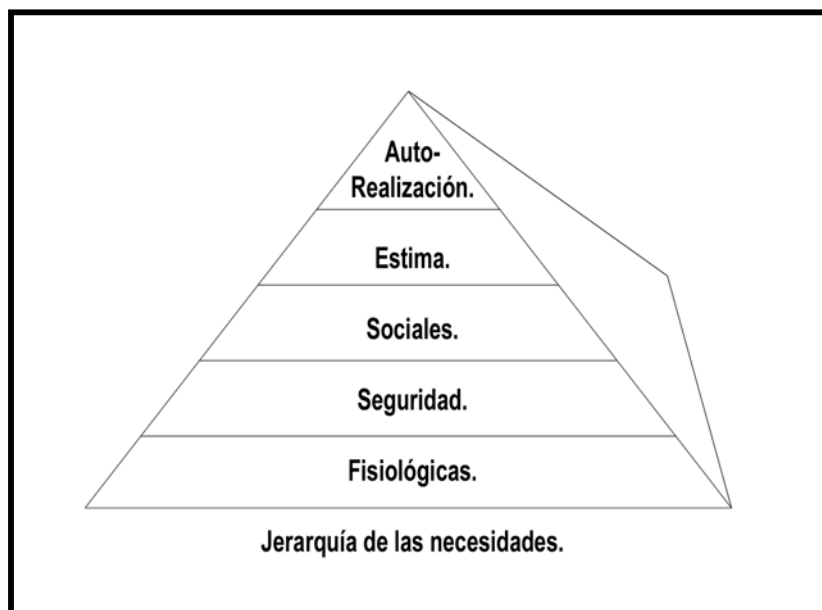 Auto-
Realización.
Estima.
Sociales.
Seguridad.
Fisiológicas.
Jerarquía de las necesidades.